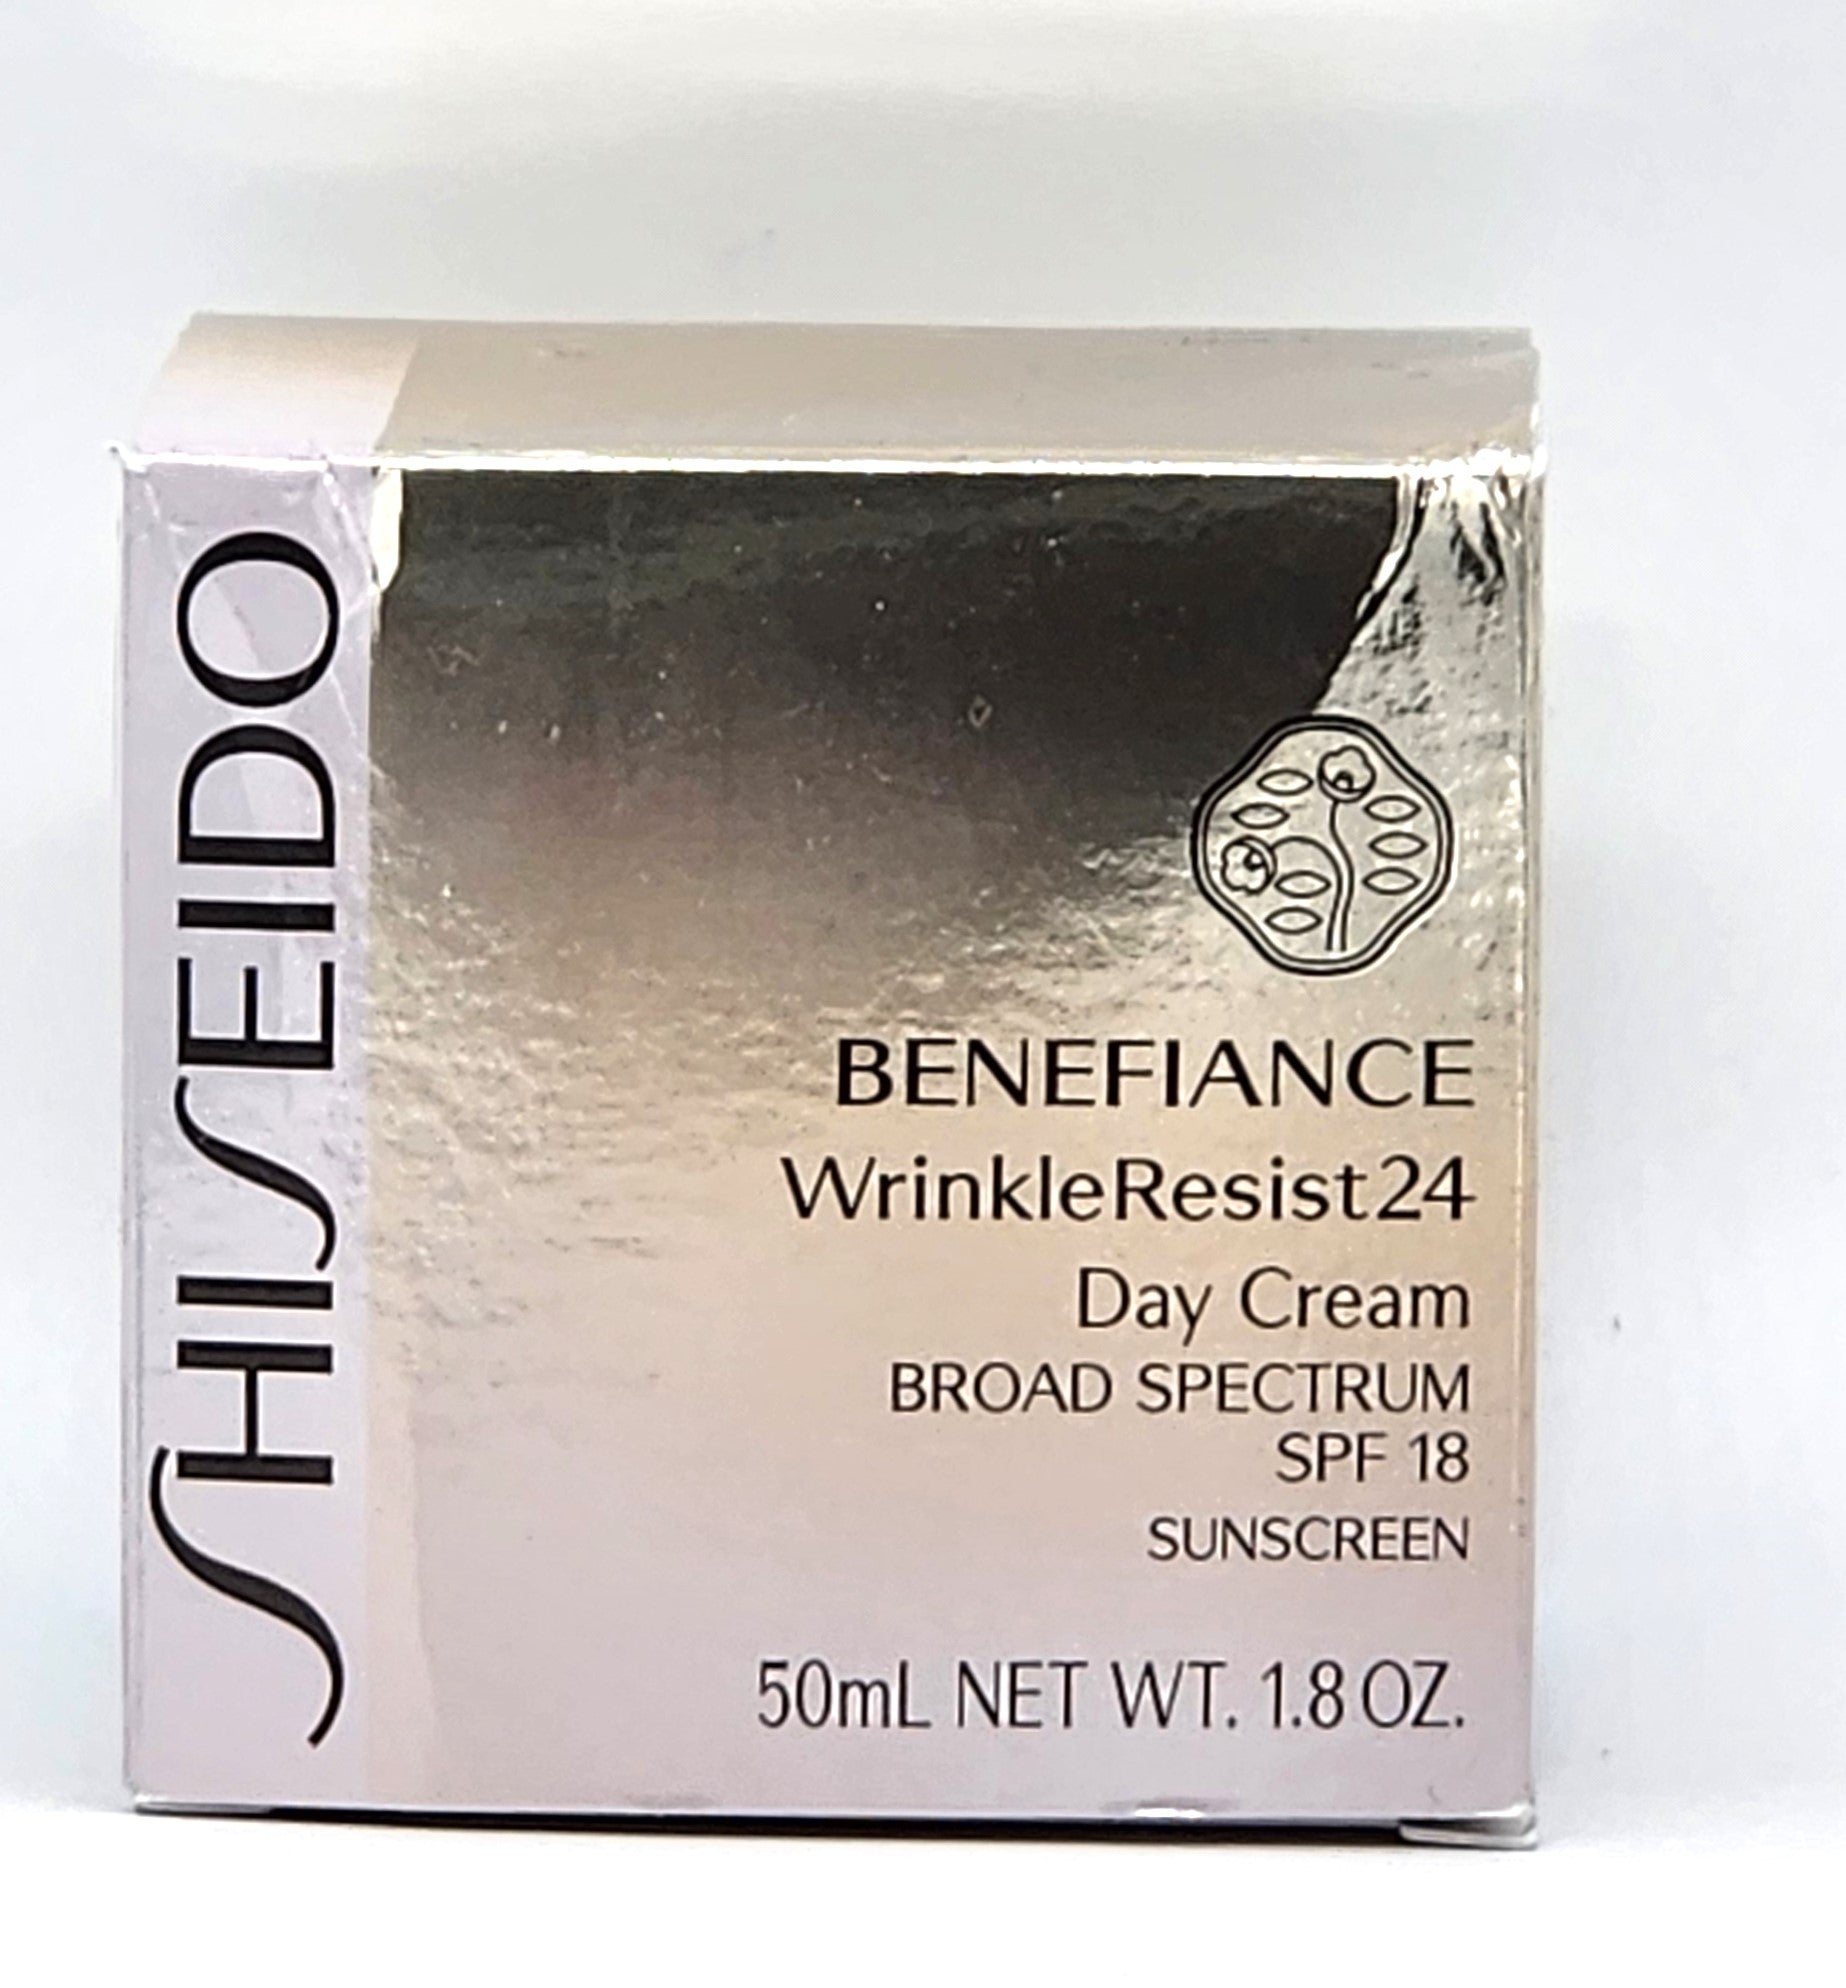 SHISEIDO
BENEFIANCE
WrinkleResist24
Day Cream
BROAD SPECTRUM
SPF 18
SUNSCREEN
50mL NET WT. 1.8 OZ.